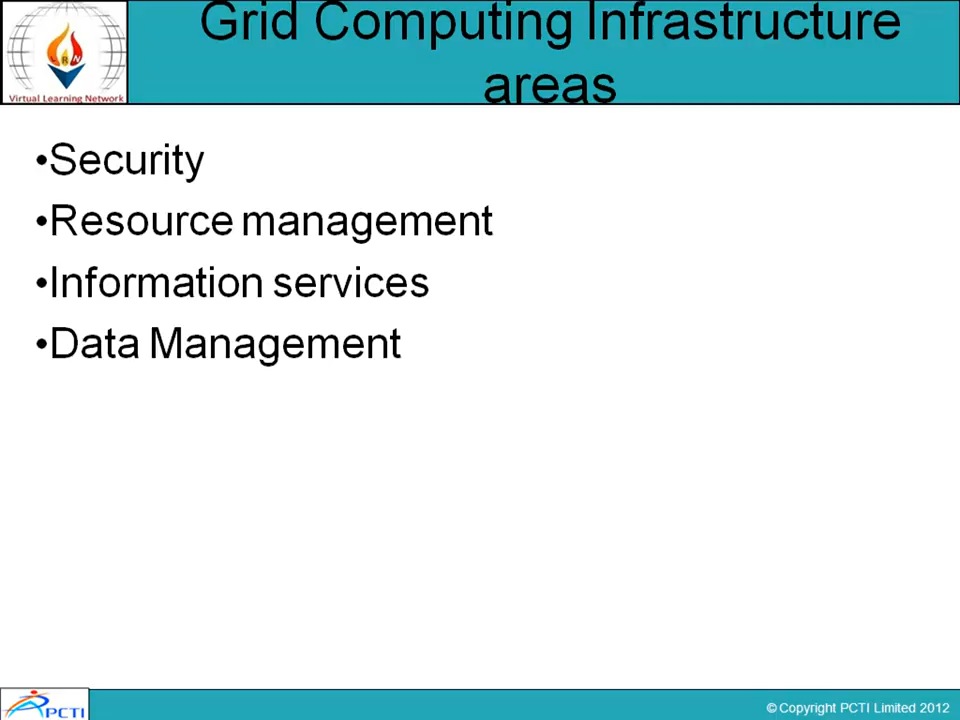 Grid Computing Infrastructure
areas
Virtual Learning Network
•Security
•Resource management
•Information services
•Data Management
PCTI
© Copyright PCTI Limited 2012